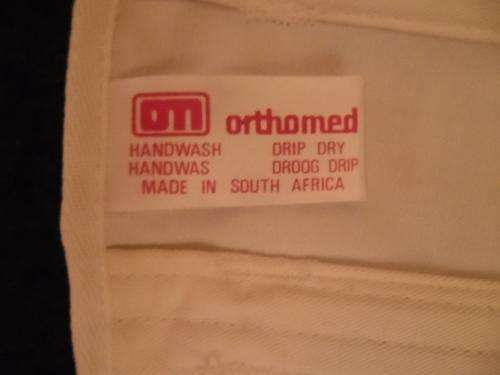 om orthomed
HANDWASH DRIP DRY
HANDWAS DROOG DRIP
MADE IN SOUTH AFRICA